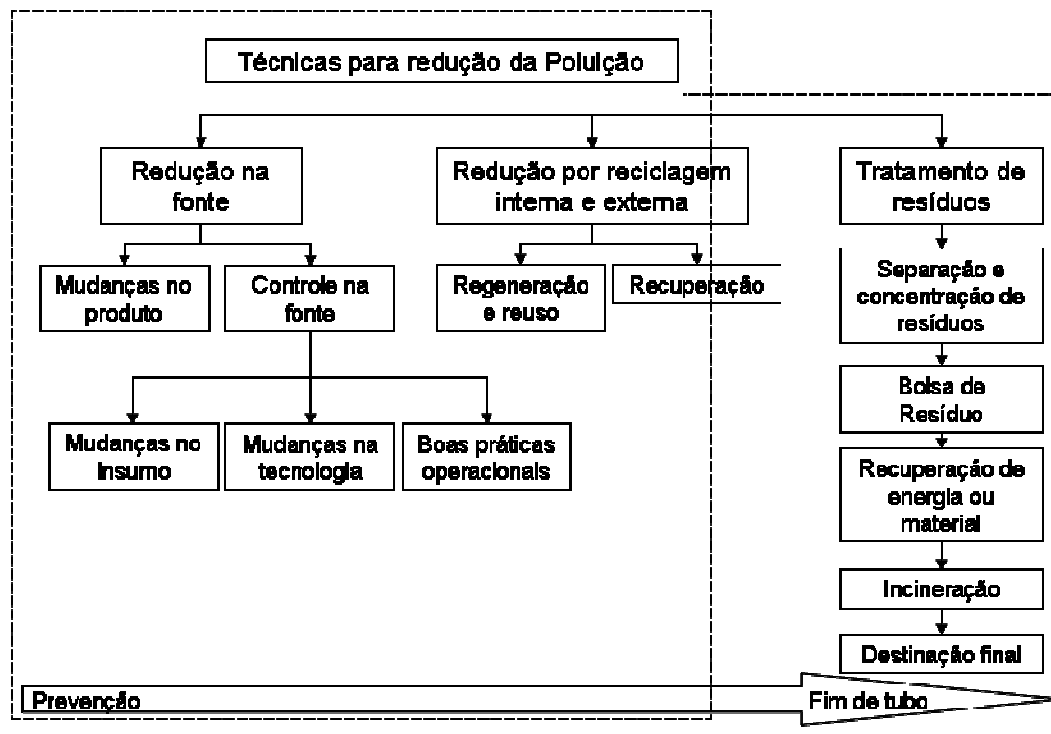 Técnicas para redução da Poluição
Redução na
fonte
Redução por reciclagem
interna e externa
Tratamento de
resíduos
Mudanças no
produto
Controle na
fonte
Regeneração
e reuso
Recuperação
Separação e
concentração de
resíduos
Mudanças no
insumo
Mudanças na
tecnologia
Boas práticas
operacionais
Bolsa de
Resíduo
Recuperação de
energia ou
material
Incineração
Destinação final
Prevenção
Fim de tubo